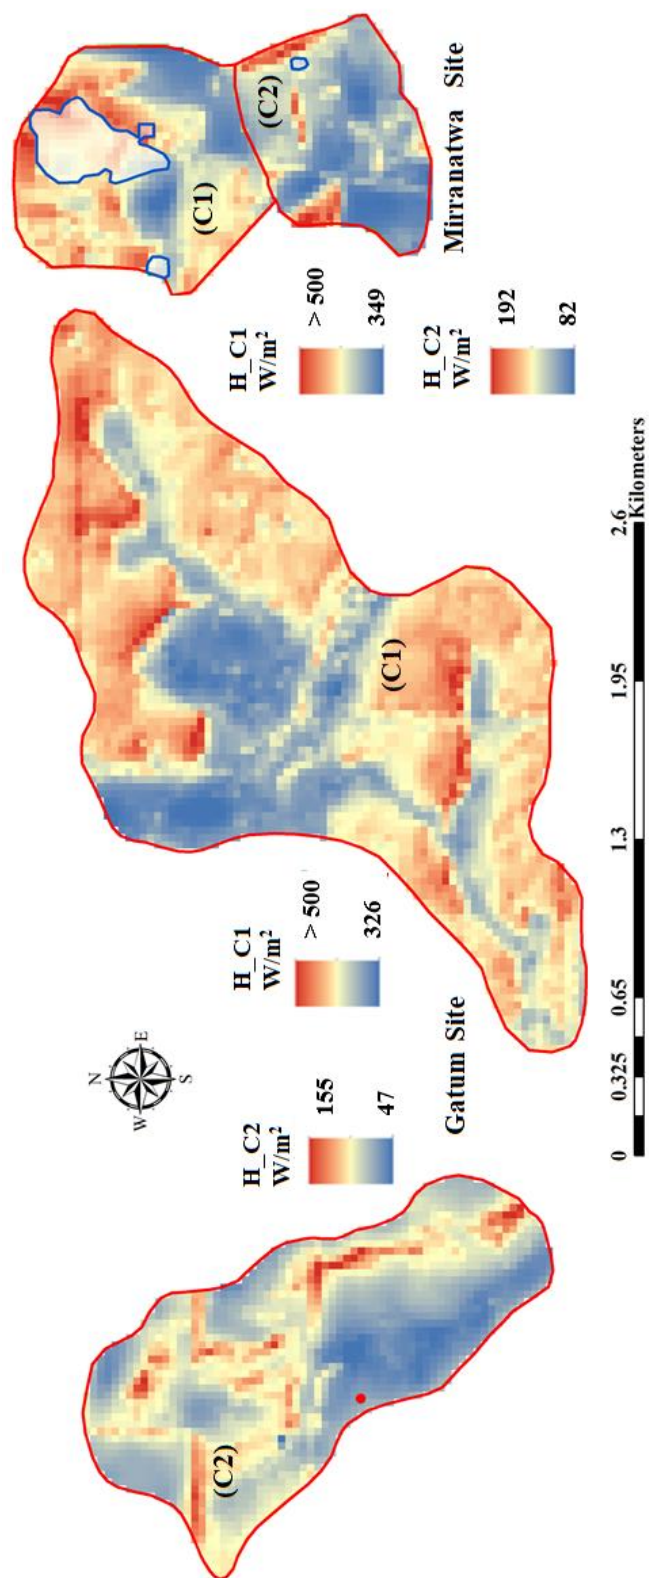 (C2)
H_C2
W/m²
155
47
N
E
S
W
Gatum Site
H_C1
W/m²
> 500
326
(C1)
H_C1
W/m²
> 500
349
H_C2
W/m²
192
82
(C1)
(C2)
Mirranatwa Site
0 0.325 0.65 1.3 1.95 2.6
Kilometers